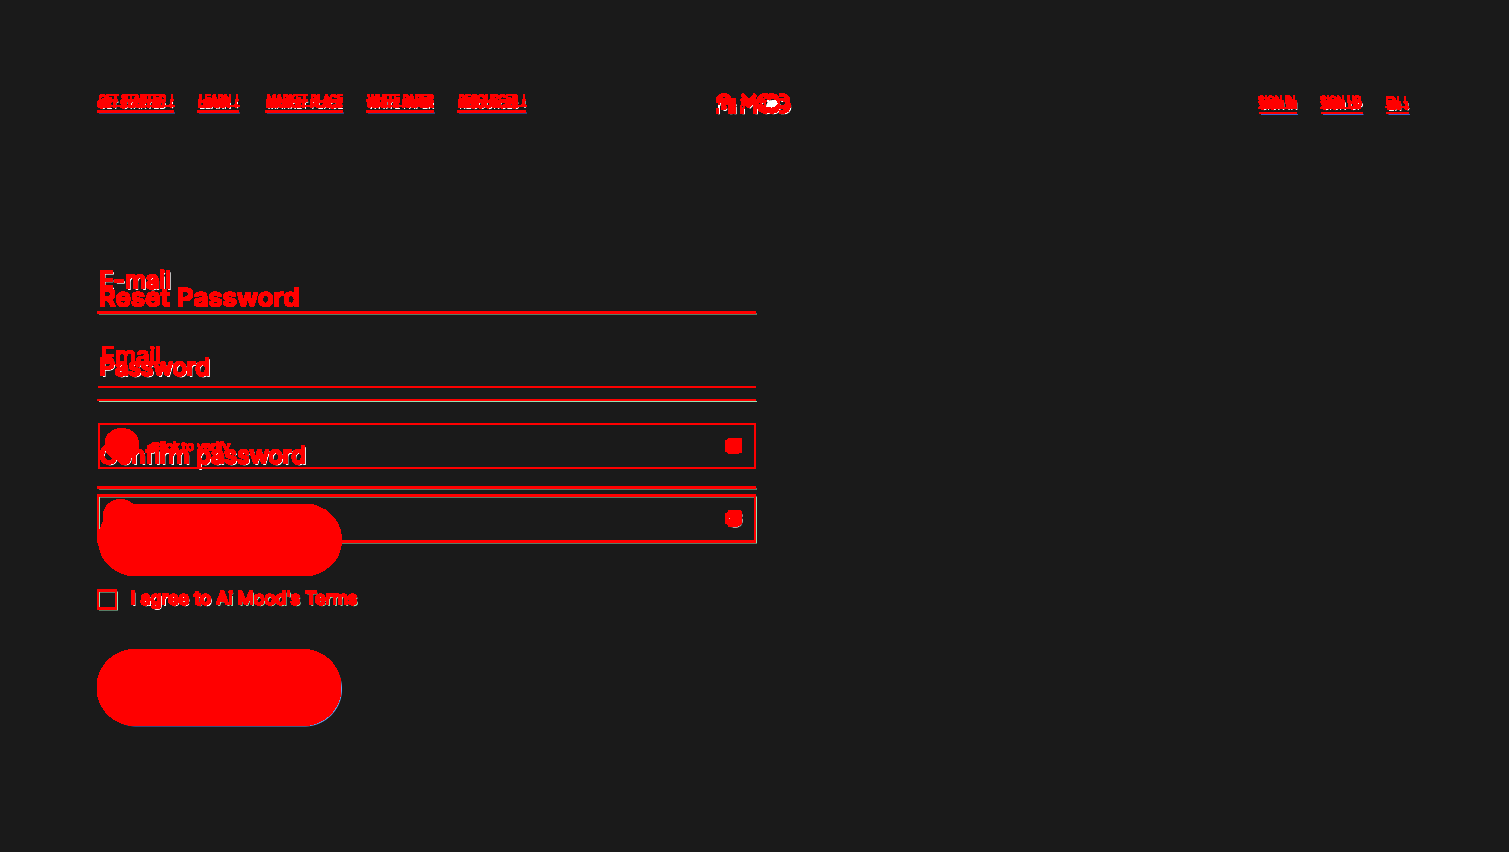 GET STARTED LEARN MARKET PLACE WHITE PAPER RESOURCES
SIGN IN SIGN UP EN
E-mail
Reset Password
Email
Password
Click to verify
Confirm password
I agree to Ai Mood's Terms